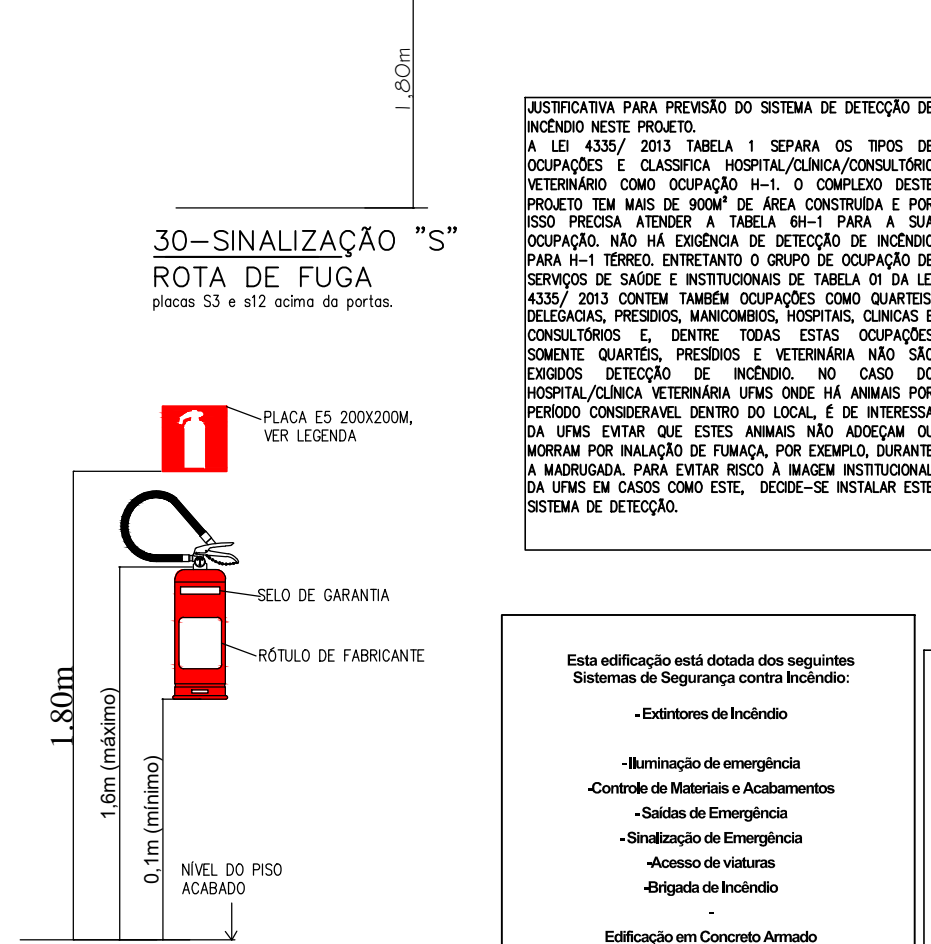 1,80m
30-SINALIZAÇÃO "S"
ROTA DE FUGA
placas S3 e s12 acima da portas.
PLACA E5 200X200M,
VER LEGENDA
SELO DE GARANTIA
RÓTULO DE FABRICANTE
1.80m
1,6m (máximo)
0,1m (mínimo)
NÍVEL DO PISO
ACABADO
JUSTIFICATIVA PARA PREVISÃO DO SISTEMA DE DETECÇÃO DE
INCÊNDIO NESTE PROJETO.
A LEI 4335/ 2013 TABELA 1 SEPARA OS TIPOS DE
OCUPAÇÕES E CLASSIFICA HOSPITAL/CLÍNICA/CONSULTÓRIO
VETERINÁRIO COMO OCUPAÇÃO H-1. O COMPLEXO DESTE
PROJETO TEM MAIS DE 900M² DE ÁREA CONSTRUÍDA E POR
ISSO PRECISA ATENDER A TABELA 6H-1 PARA A SUA
OCUPAÇÃO. NÃO HÁ EXIGÊNCIA DE DETECÇÃO DE INCÊNDIO
PARA H-1 TÉRREO. ENTRETANTO O GRUPO DE OCUPAÇÃO DE
SERVIÇOS DE SAÚDE E INSTITUCIONAIS DE TABELA 01 DA LE
4335/ 2013 CONTEM TAMBÉM OCUPAÇÕES COMO QUARTEIS,
DELEGACIAS, PRESIDIOS, MANICOMBIOS, HOSPITAIS, CLINICAS E
CONSULTÓRIOS E, DENTRE TODAS ESTAS OCUPAÇÕES
SOMENTE QUARTÉIS, PRESÍDIOS E VETERINÁRIA NÃO SÃO
EXIGIDOS DETECÇÃO DE INCÊNDIO. NO CASO DO
HOSPITAL/CLÍNICA VETERINÁRIA UFMS ONDE HÁ ANIMAIS POR
PERÍODO CONSIDERAVEL DENTRO DO LOCAL, É DE INTERESSA
DA UFMS EVITAR QUE ESTES ANIMAIS NÃO ADOEÇAM OU
MORRAM POR INALAÇÃO DE FUMAÇA, POR EXEMPLO, DURANTE
A MADRUGADA. PARA EVITAR RISCO À IMAGEM INSTITUCIONAL
DA UFMS EM CASOS COMO ESTE, DECIDE-SE INSTALAR ESTE
SISTEMA DE DETECÇÃO.
Esta edificação está dotada dos seguintes
Sistemas de Segurança contra Incêndio:
- Extintores de Incêndio
- Iluminação de emergência
-Controle de Materiais e Acabamentos
- Saídas de Emergência
- Sinalização de Emergência
-Acesso de viaturas
-Brigada de Incêndio
-
Edificação em Concreto Armado